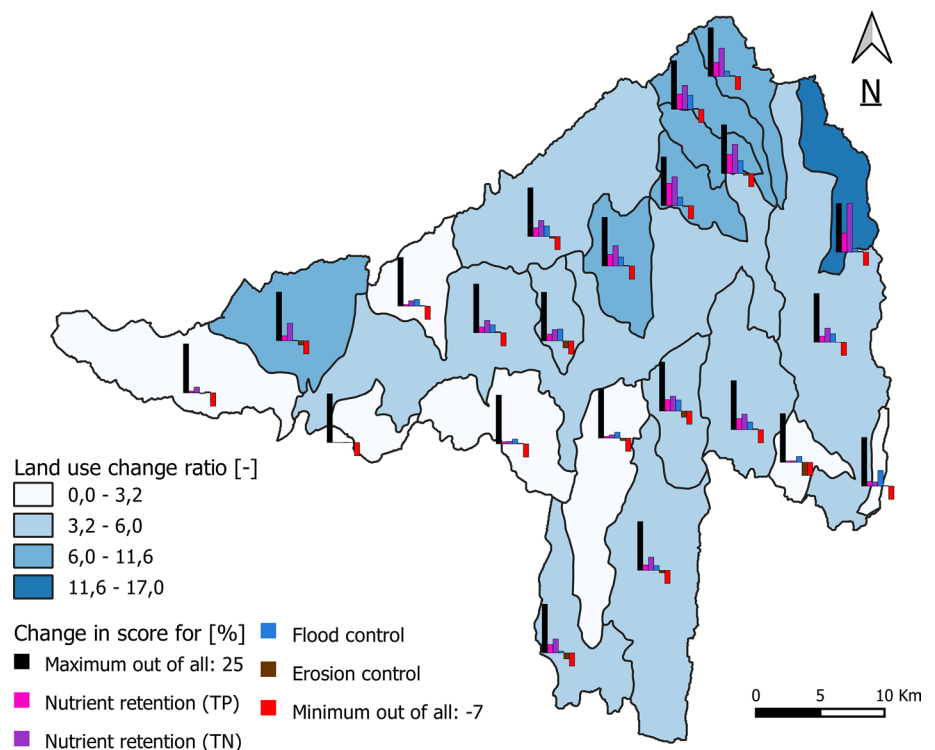 N
Land use change ratio [-]
0,0 - 3,2
3,2 - 6,0
6,0 - 11,6
11,6 - 17,0
Change in score for [%]
Maximum out of all: 25
Nutrient retention (TP)
Nutrient retention (TN)
Flood control
Erosion control
Minimum out of all: -7
0 5 10 Km